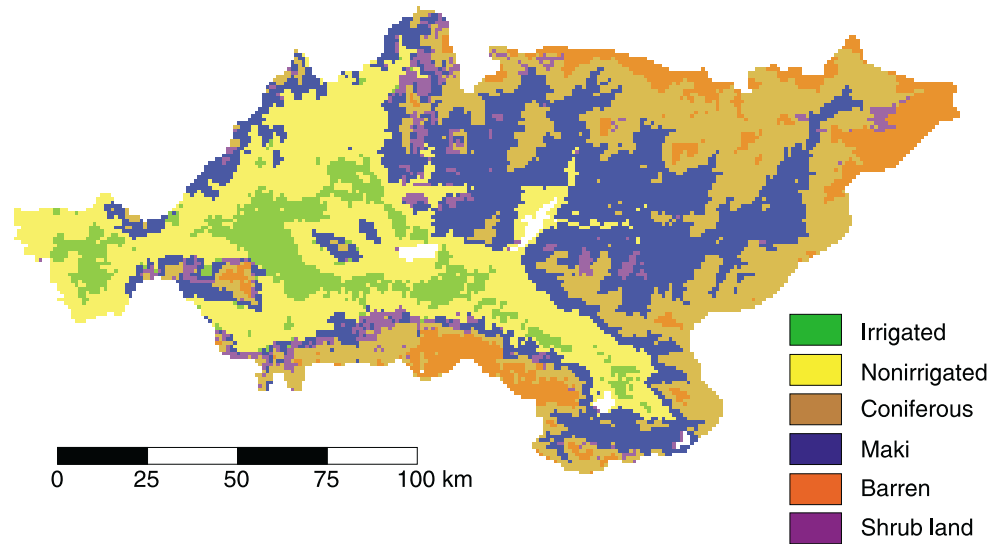 Irrigated
Nonirrigated
Coniferous
Maki
Barren
Shrub land
0 25 50 75 100 km